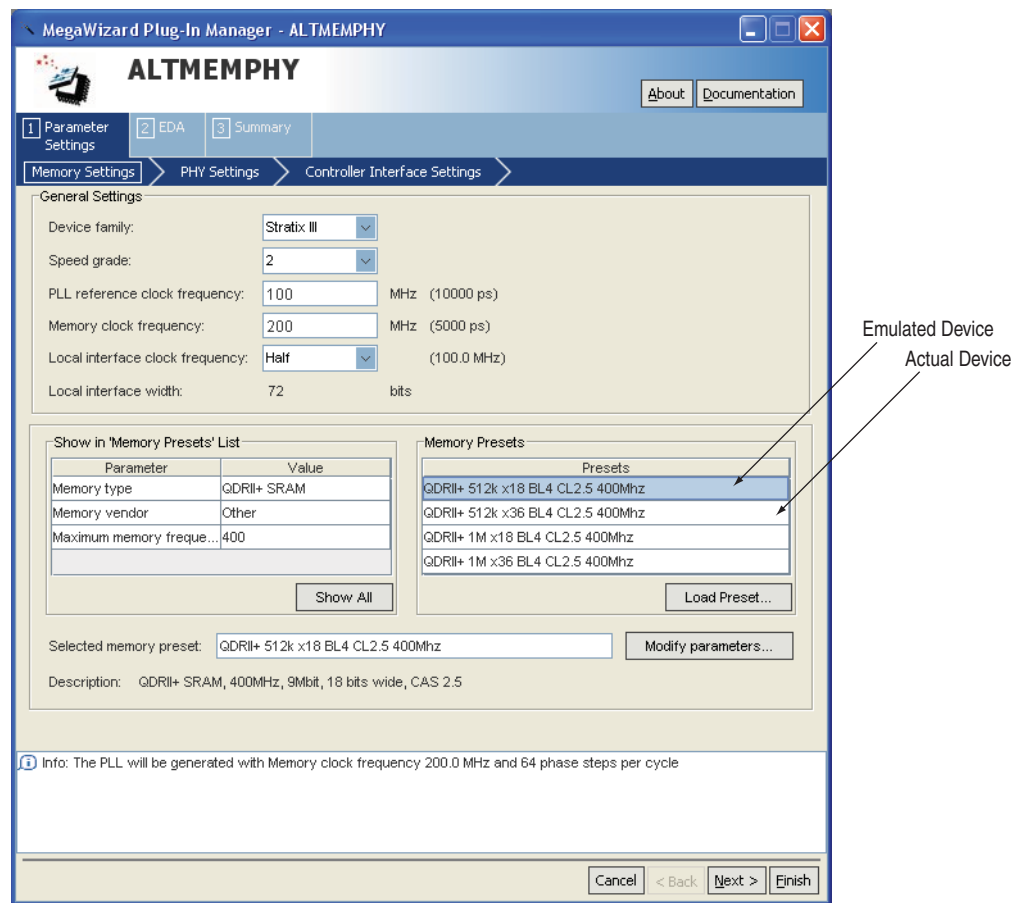 MegaWizard Plug-In Manager - ALTMEMPHY
ALTMEMPHY
About Documentation
1 Parameter Settings 2 EDA 3 Summary
Memory Settings PHY Settings Controller Interface Settings
General Settings
Device family: Stratix III
Speed grade: 2
PLL reference clock frequency: 100 MHz (10000 ps)
Memory clock frequency: 200 MHz (5000 ps)
Local interface clock frequency: Half (100.0 MHz)
Local interface width: 72 bits
Emulated Device
Actual Device
Show in 'Memory Presets' List
Parameter Value
Memory type QDRII+ SRAM
Memory vendor Other
Maximum memory freque... 400
Show All
Memory Presets
Presets
QDRII+ 512k x18 BL4 CL2.5 400Mhz
QDRII+ 512k x36 BL4 CL2.5 400Mhz
QDRII+ 1M x18 BL4 CL2.5 400Mhz
QDRII+ 1M x36 BL4 CL2.5 400Mhz
Load Preset...
Selected memory preset: QDRII+ 512k x18 BL4 CL2.5 400Mhz Modify parameters...
Description: QDRII+ SRAM, 400MHz, 9Mbit, 18 bits wide, CAS 2.5
Info: The PLL will be generated with Memory clock frequency 200.0 MHz and 64 phase steps per cycle
Cancel < Back Next > Finish